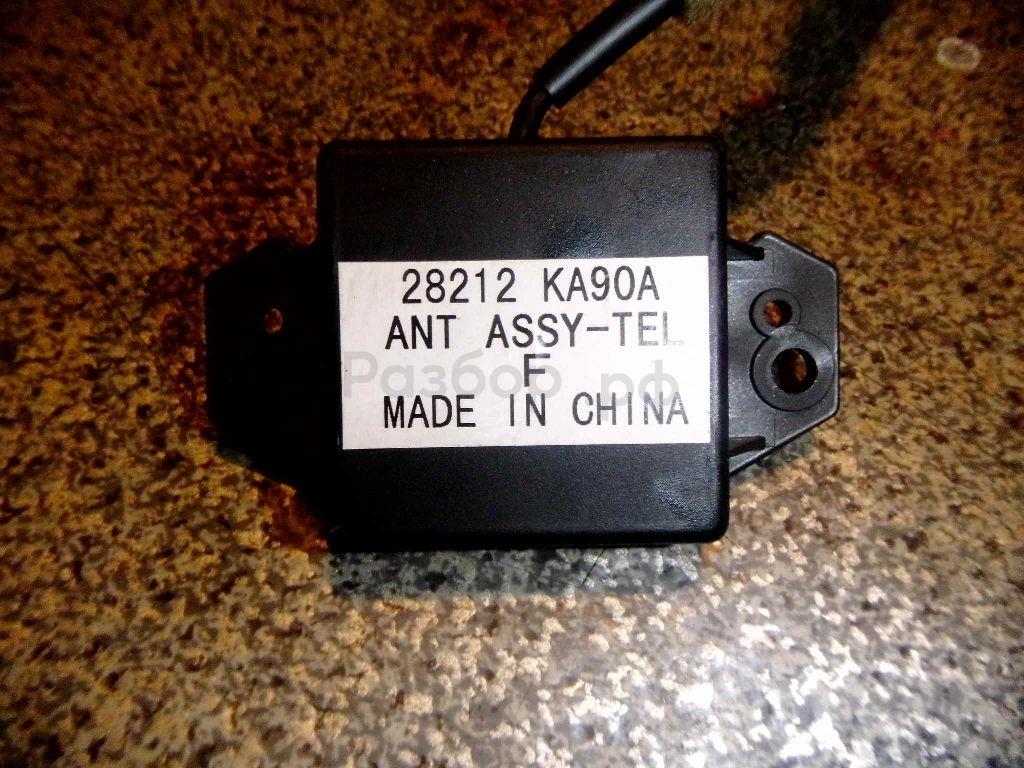 28212 KA90A
ANT ASSY-TEL
F
MADE IN CHINA
Разбор.рф